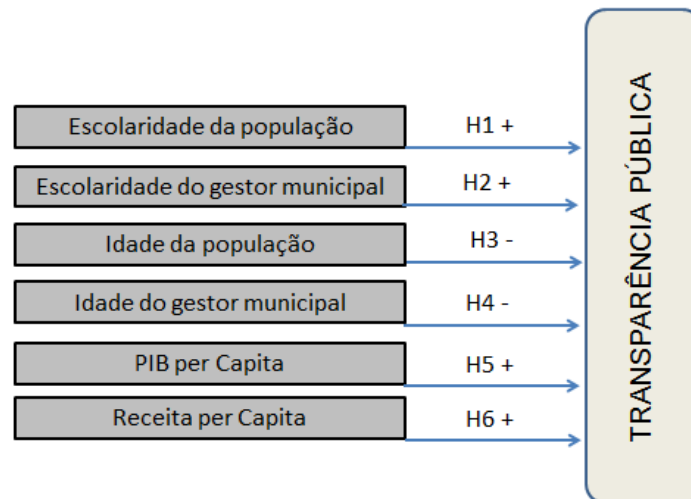 Escolaridade da população
H1 +
Escolaridade do gestor municipal
H2 +
Idade da população
H3 -
Idade do gestor municipal
H4 -
PIB per Capita
H5 +
Receita per Capita
H6 +
TRANSPARÊNCIA PÚBLICA